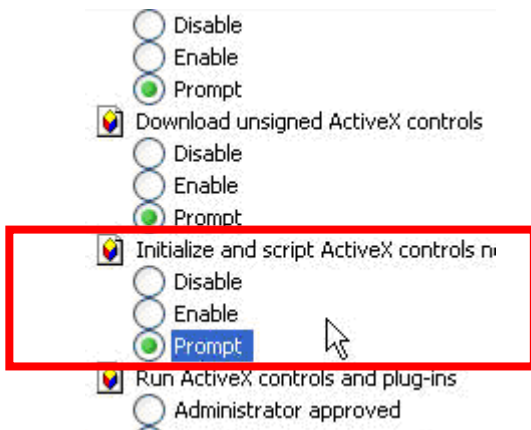 Disable
Enable
Prompt
Download unsigned ActiveX controls
Disable
Enable
Prompt
Initialize and script ActiveX controls
Disable
Enable
Prompt
Run ActiveX controls and plug-ins
Administrator approved